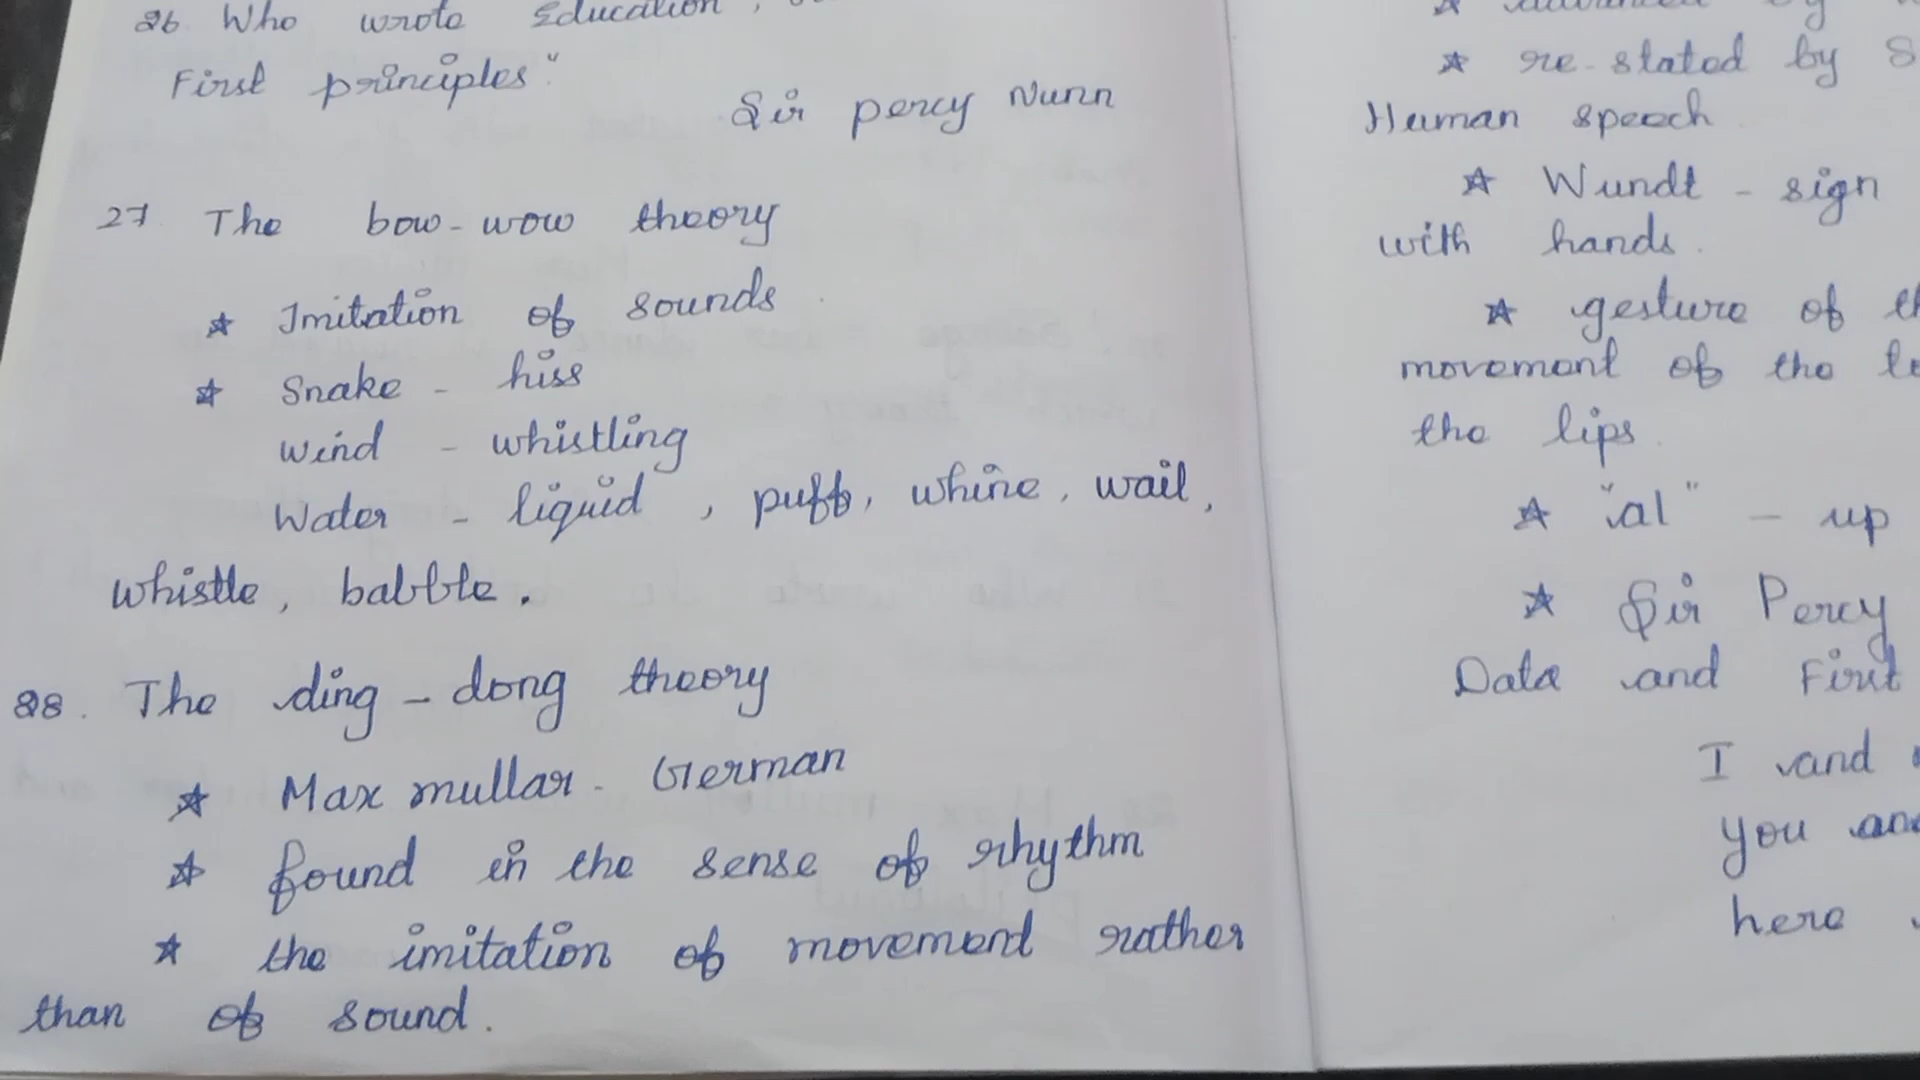 26. Who wrote Education,
First principles"
Sir percy Nunn
27. The bow-wow theory
* Imitation of sounds.
* Snake - hiss
Wind - whistling
Water - liquid, puff, whine, wail,
whistle, babble.
28. The ding-dong theory
* Max mullar - German
* found in the sense of rhythm
* the imitation of movement rather
than of sound.
* re-stated by
Human speech
* Wundt - sign
with hands.
* gesture of
movement of the
the lips.
* "al" - up
* Sir Percy
Data and First
I and
you
here